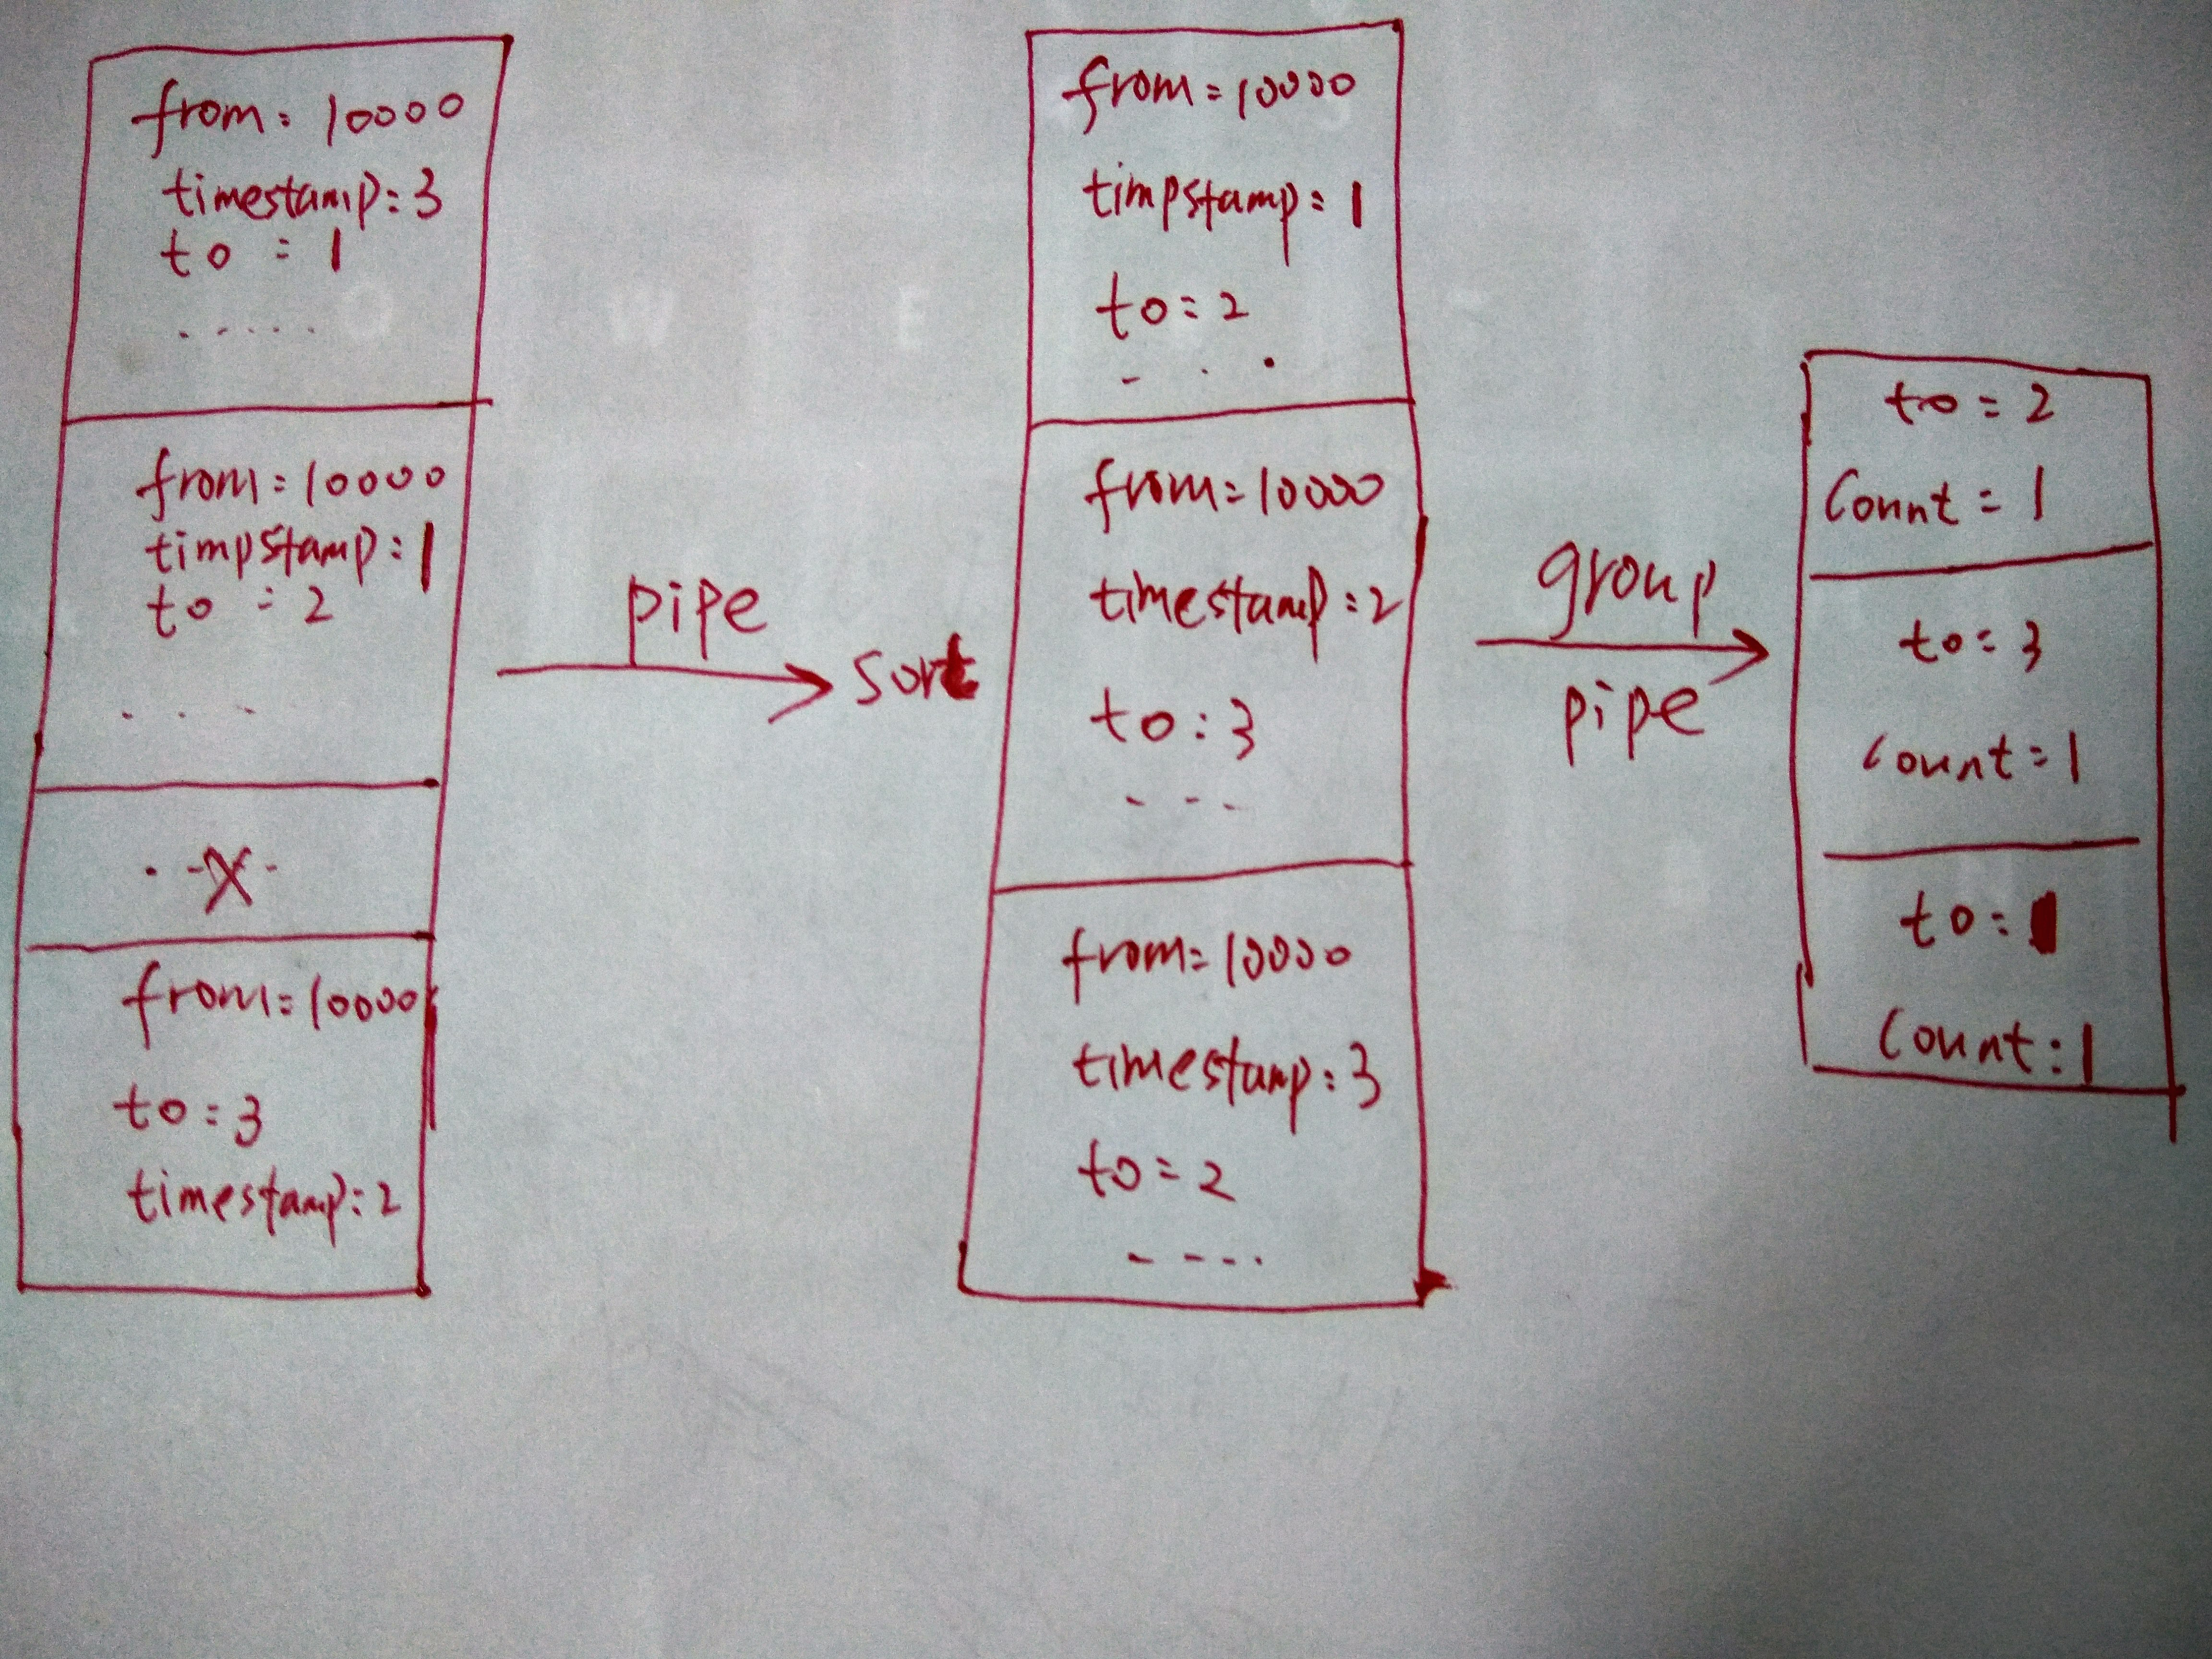 from: 10000
timestamp: 3
to = 1
.....
from: 10000
timpstamp: 1
to = 2
. . .
X
from = 10000
to = 3
timestamp: 2
pipe
sort
from = 10000
timpstamp = 1
to = 2
. . .
from = 10000
timestamp: 2
to : 3
...
from = 10000
timestamp: 3
to = 2
....
group
pipe
to = 2
Count = 1
to = 3
count = 1
to = 1
Count: 1